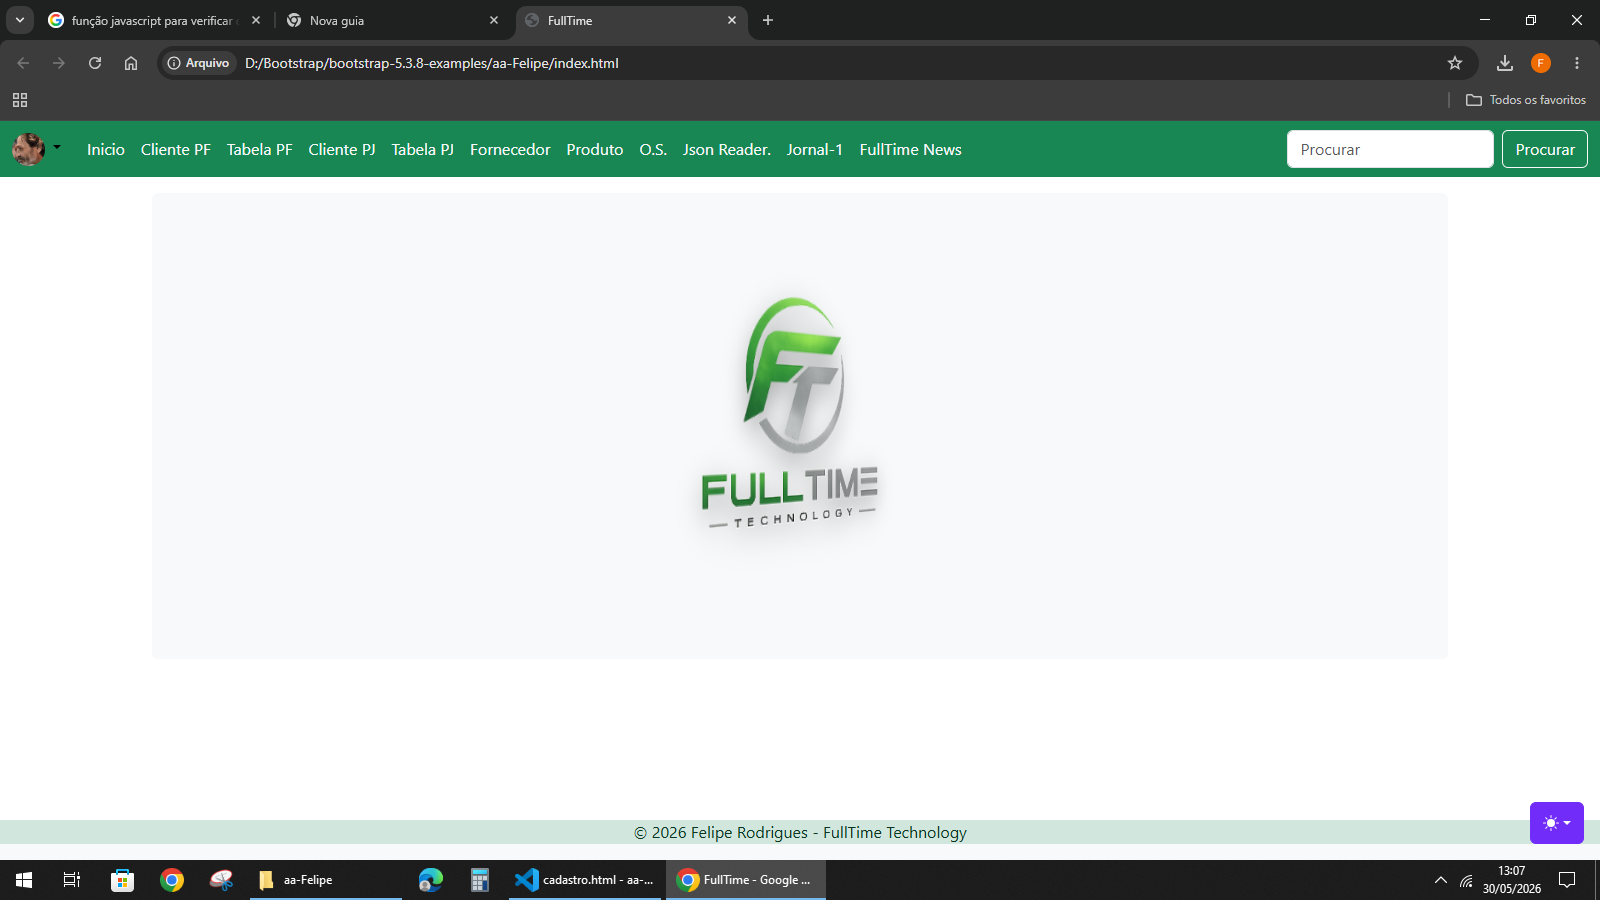 função javascript para verificar
Nova guia
FullTime
Arquivo
D:/Bootstrap/bootstrap-5.3.8-examples/aa-Felipe/index.html
F
Todos os favoritos
Inicio
Cliente PF
Tabela PF
Cliente PJ
Tabela PJ
Fornecedor
Produto
O.S.
Json Reader.
Jornal-1
FullTime News
Procurar
Procurar
FT
FULLTIME
TECHNOLOGY
© 2026 Felipe Rodrigues - FullTime Technology
aa-Felipe
cadastro.html - aa-...
FullTime - Google ...
13:07
30/05/2026